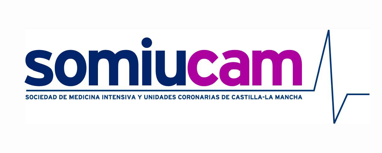 somiucam
SOCIEDAD DE MEDICINA INTENSIVA Y UNIDADES CORONARIAS DE CASTILLA-LA MANCHA